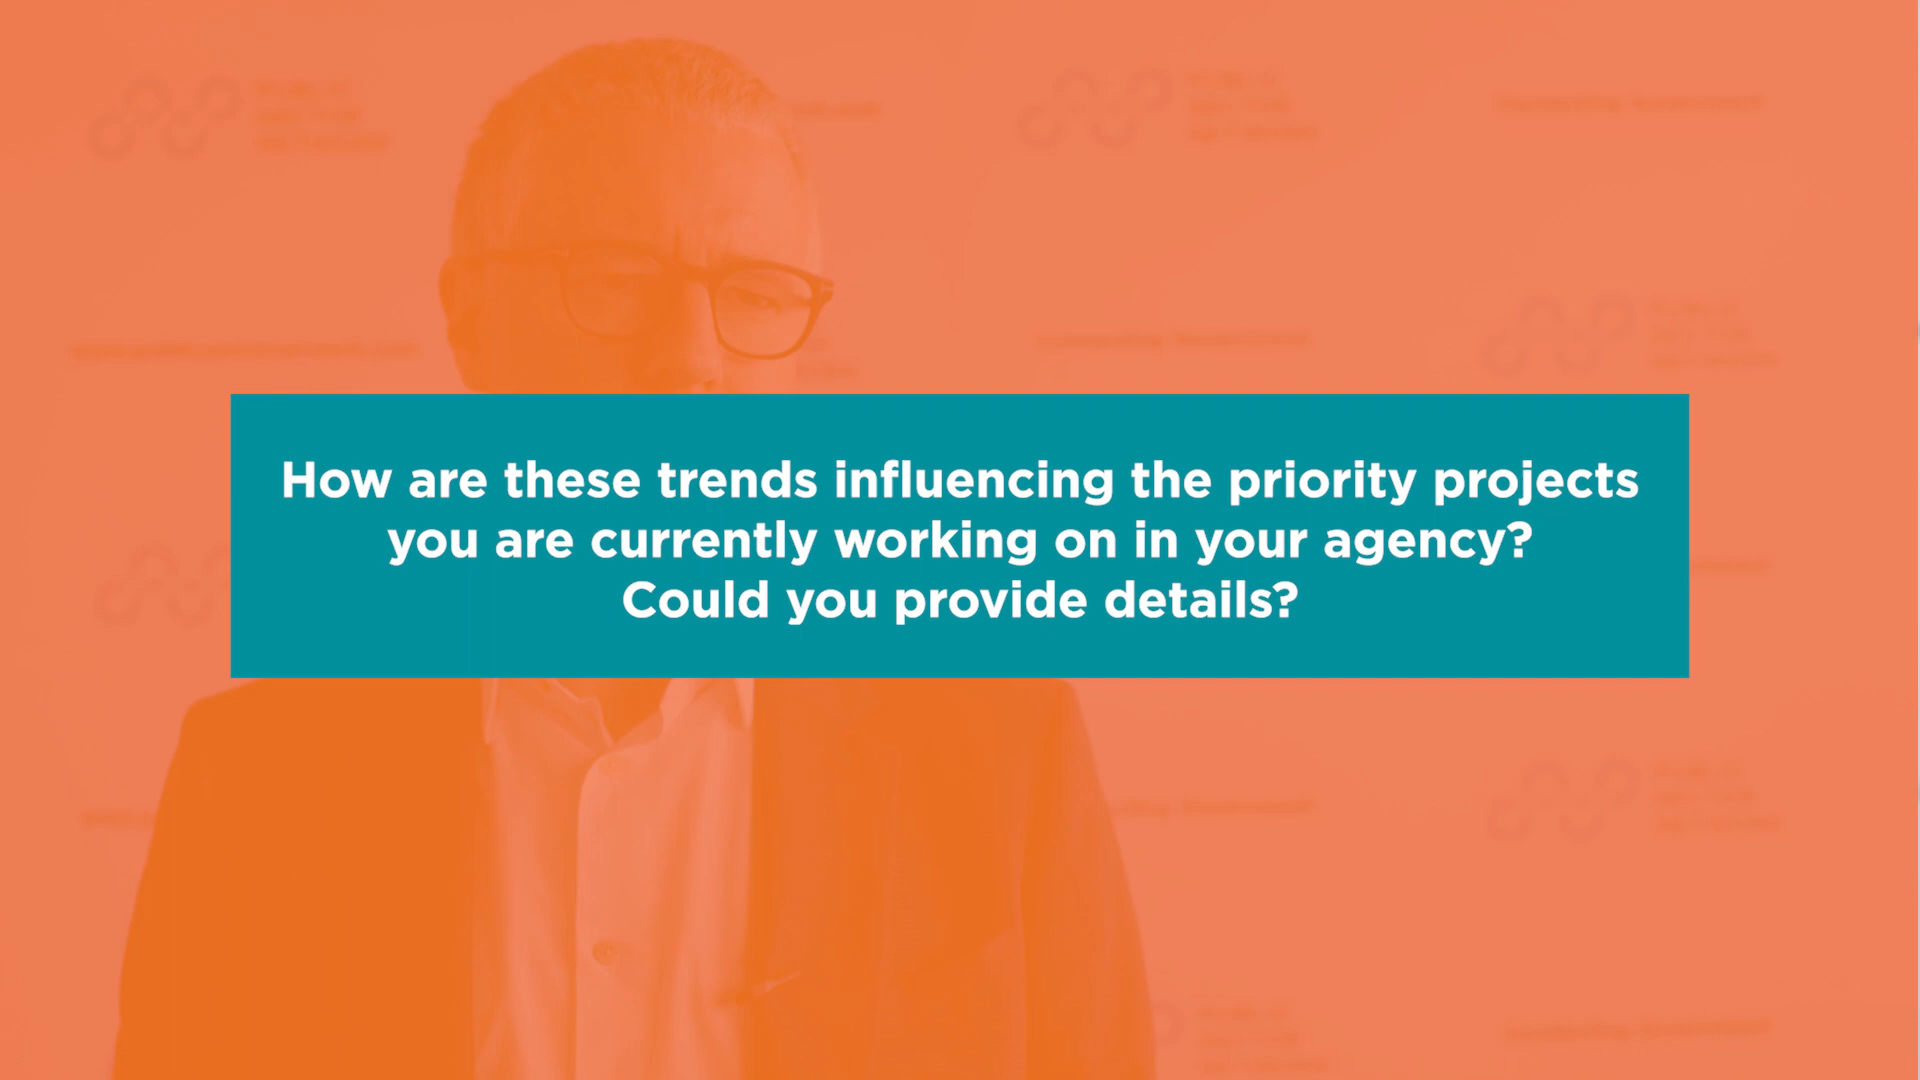 How are these trends influencing the priority projects
you are currently working on in your agency?
Could you provide details?